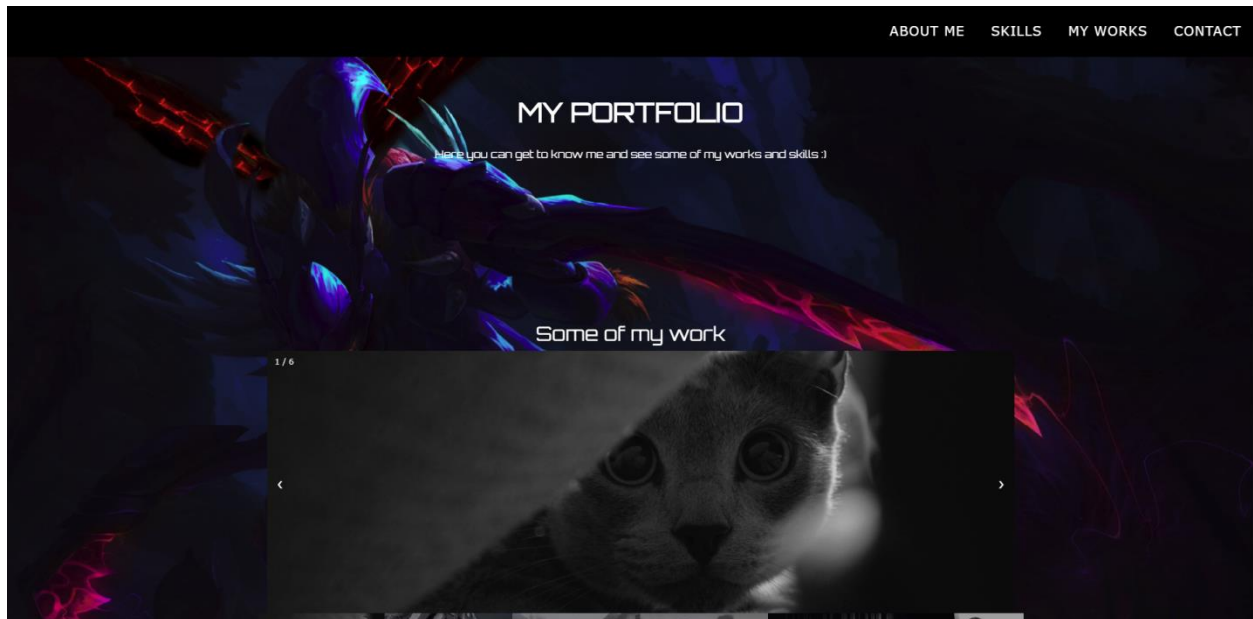 ABOUT ME SKILLS MY WORKS CONTACT
MY PORTFOLIO
Here you can get to know me and see some of my works and skills :)
Some of my work
1 / 6
‹ ›